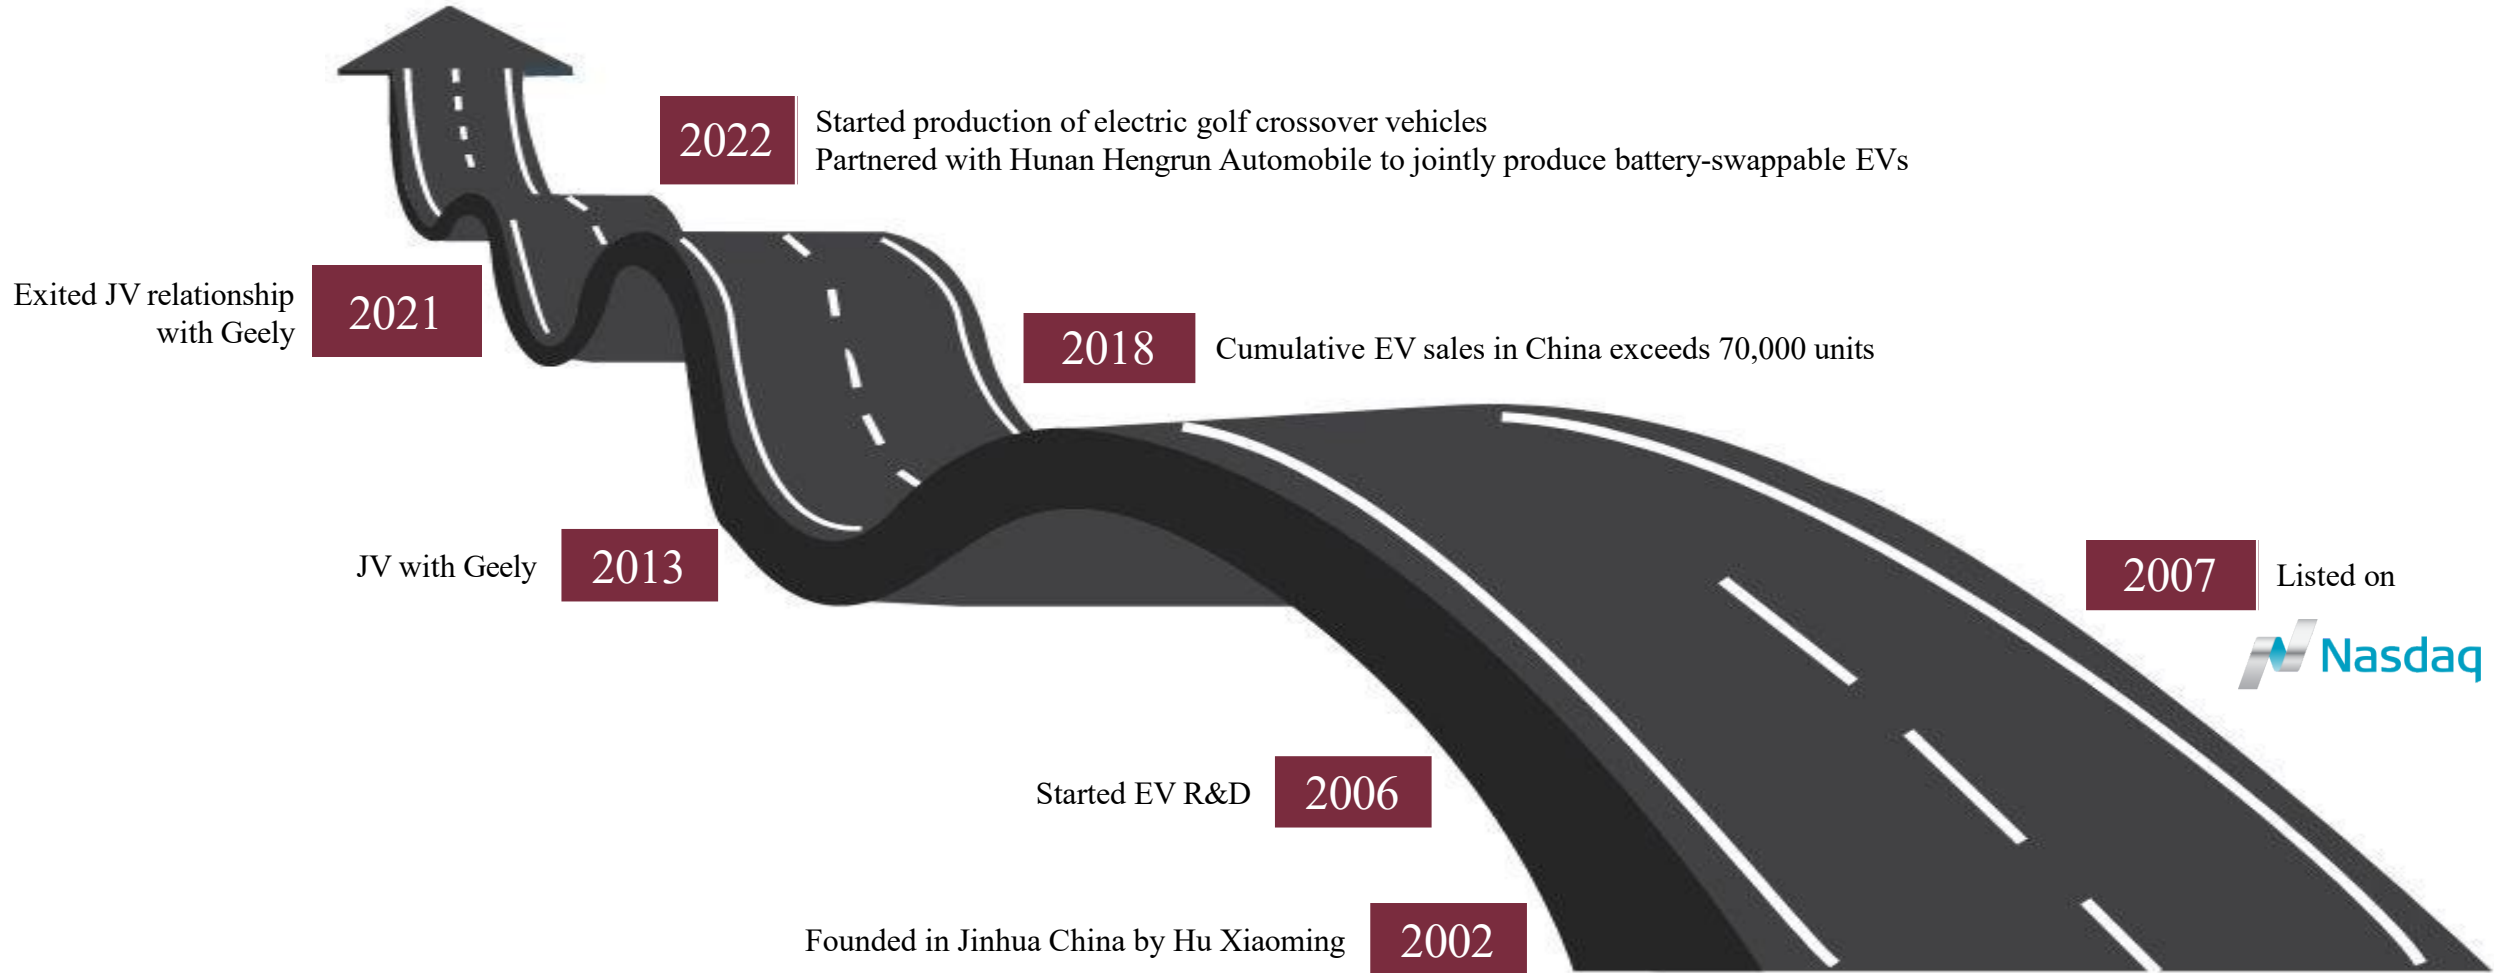 2022
Started production of electric golf crossover vehicles
Partnered with Hunan Hengrun Automobile to jointly produce battery-swappable EVs
Exited JV relationship
with Geely
2021
2018
Cumulative EV sales in China exceeds 70,000 units
JV with Geely
2013
2007
Listed on
Nasdaq
Started EV R&D
2006
Founded in Jinhua China by Hu Xiaoming
2002